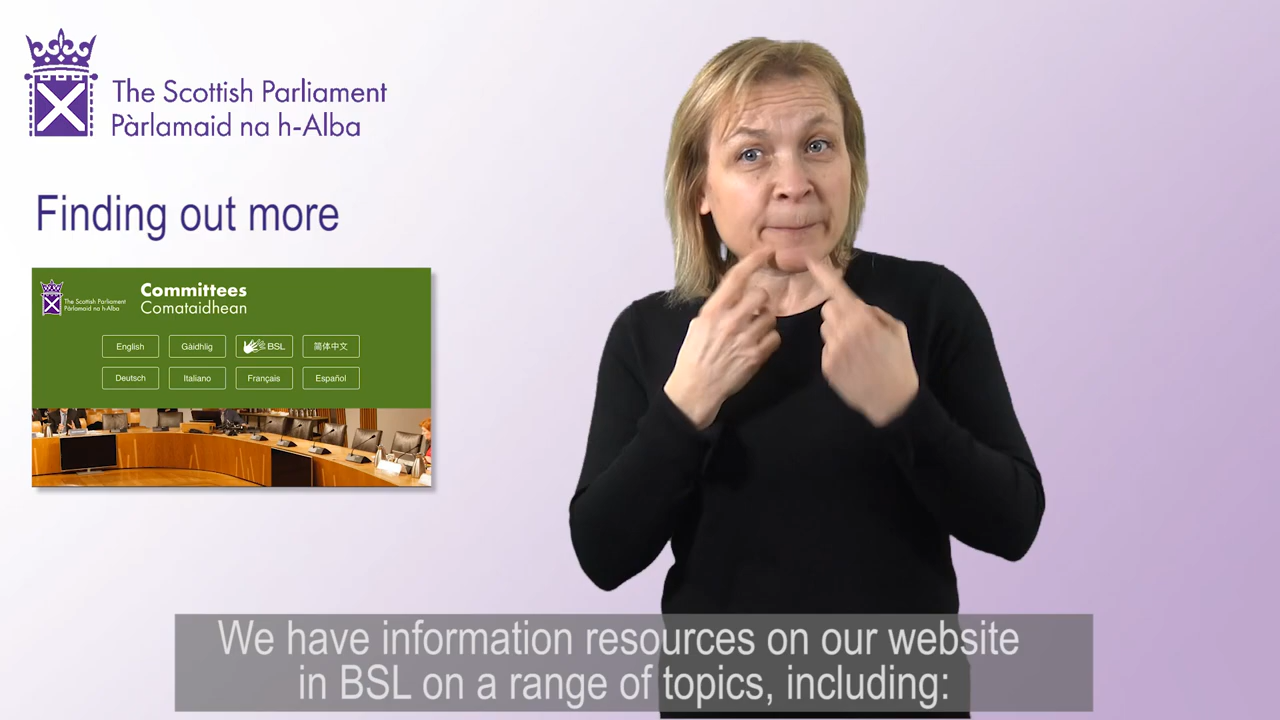 The Scottish Parliament
Pàrlamaid na h-Alba
Finding out more
The Scottish Parliament
Pàrlamaid na h-Alba
Committees
Comataidhean
English
Gàidhlig
BSL
简体中文
Deutsch
Italiano
Français
Español
We have information resources on our website
in BSL on a range of topics, including: